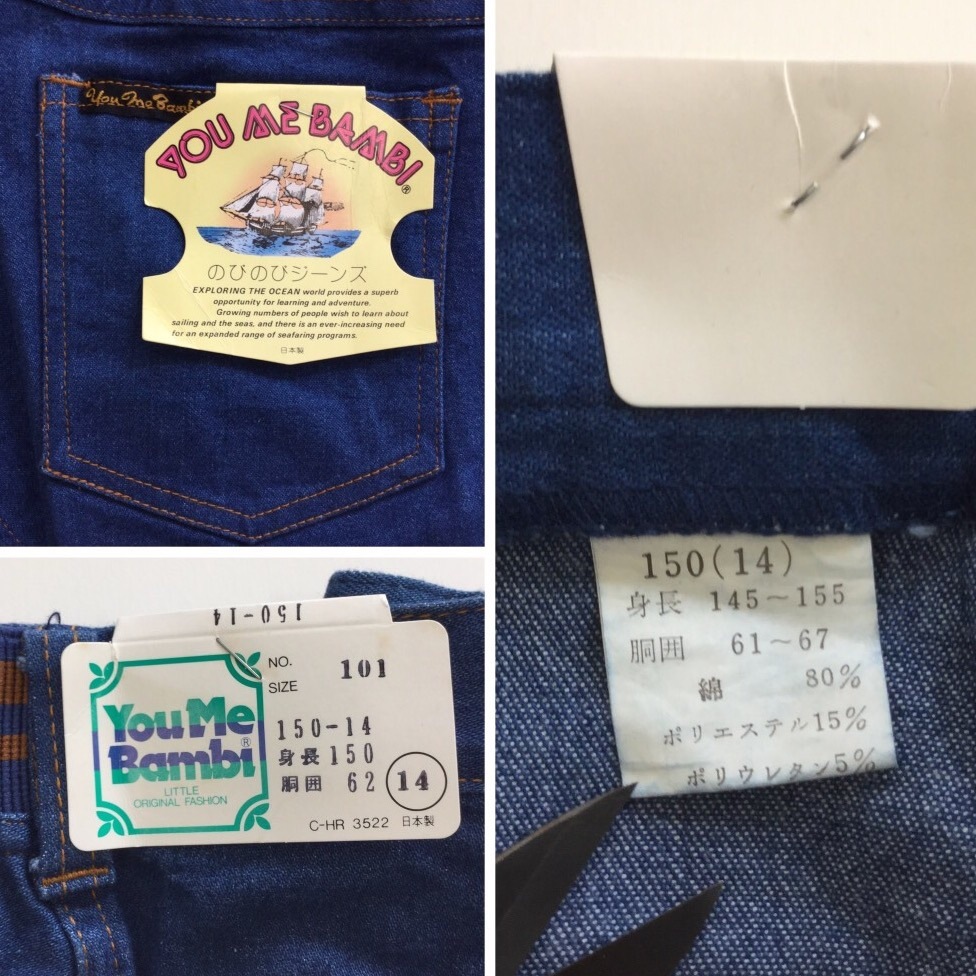 You Me Bambi
YOU ME BAMBI®
のびのびジーンズ
EXPLORING THE OCEAN world provides a superb
opportunity for learning and adventure.
Growing numbers of people wish to learn about
sailing and the seas, and there is an ever-increasing need
for an expanded range of seafaring programs.
日本製
150-14
NO. 101
SIZE
You Me
Bambi®
LITTLE
ORIGINAL FASHION
150-14
身長 150
胴囲 62
14
C-HR 3522 日本製
150(14)
身長 145~155
胴囲 61~67
綿 80%
ポリエステル 15%
ポリウレタン 5%